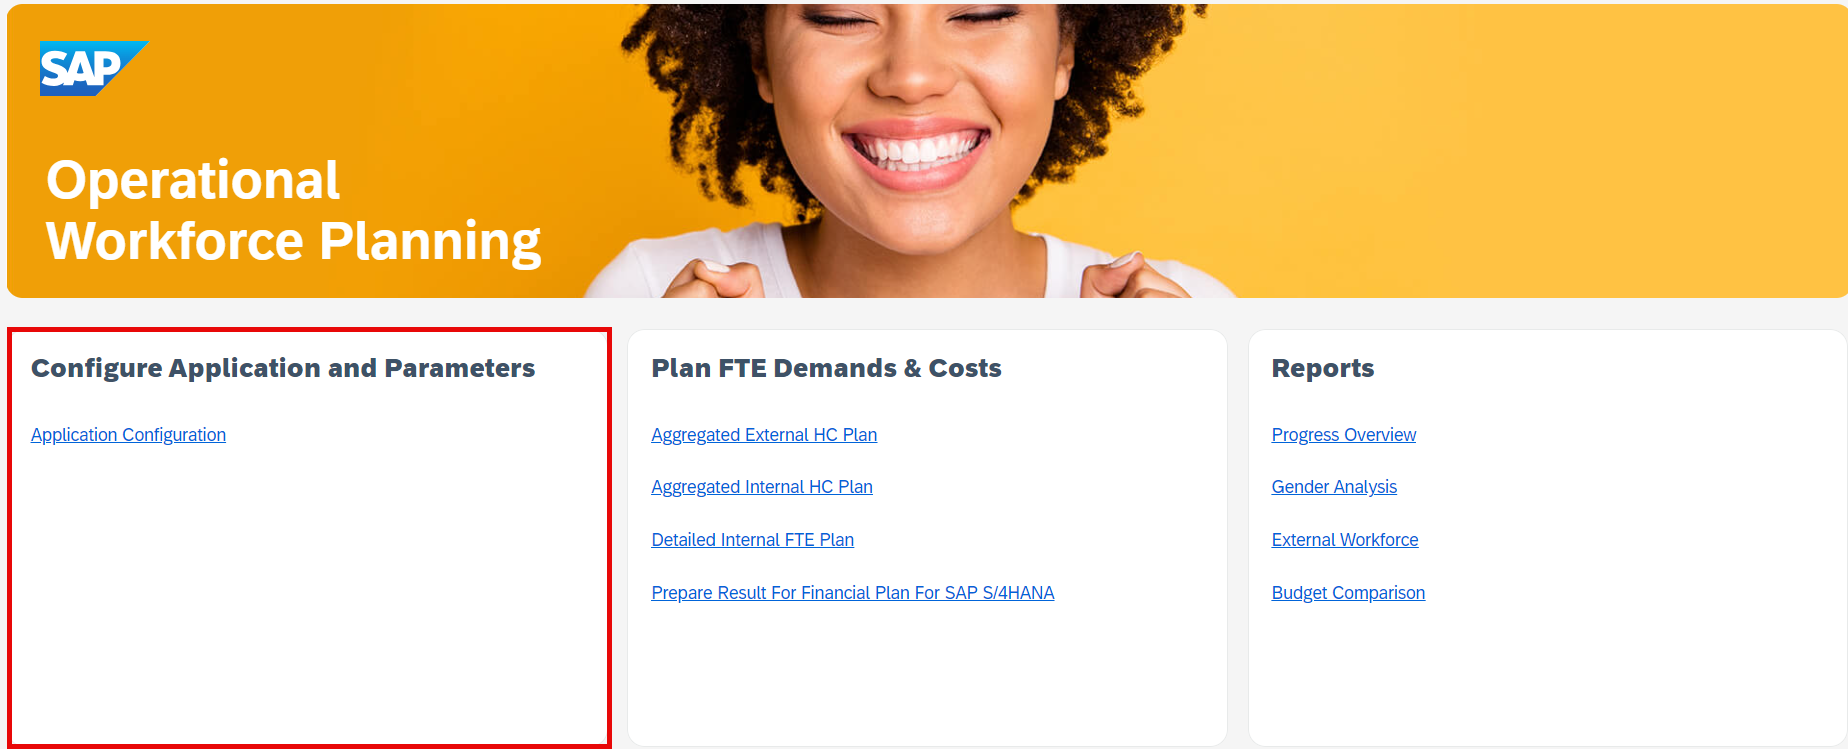 SAP
Operational
Workforce Planning
Configure Application and Parameters
Application Configuration
Plan FTE Demands & Costs
Aggregated External HC Plan
Aggregated Internal HC Plan
Detailed Internal FTE Plan
Prepare Result For Financial Plan For SAP S/4HANA
Reports
Progress Overview
Gender Analysis
External Workforce
Budget Comparison